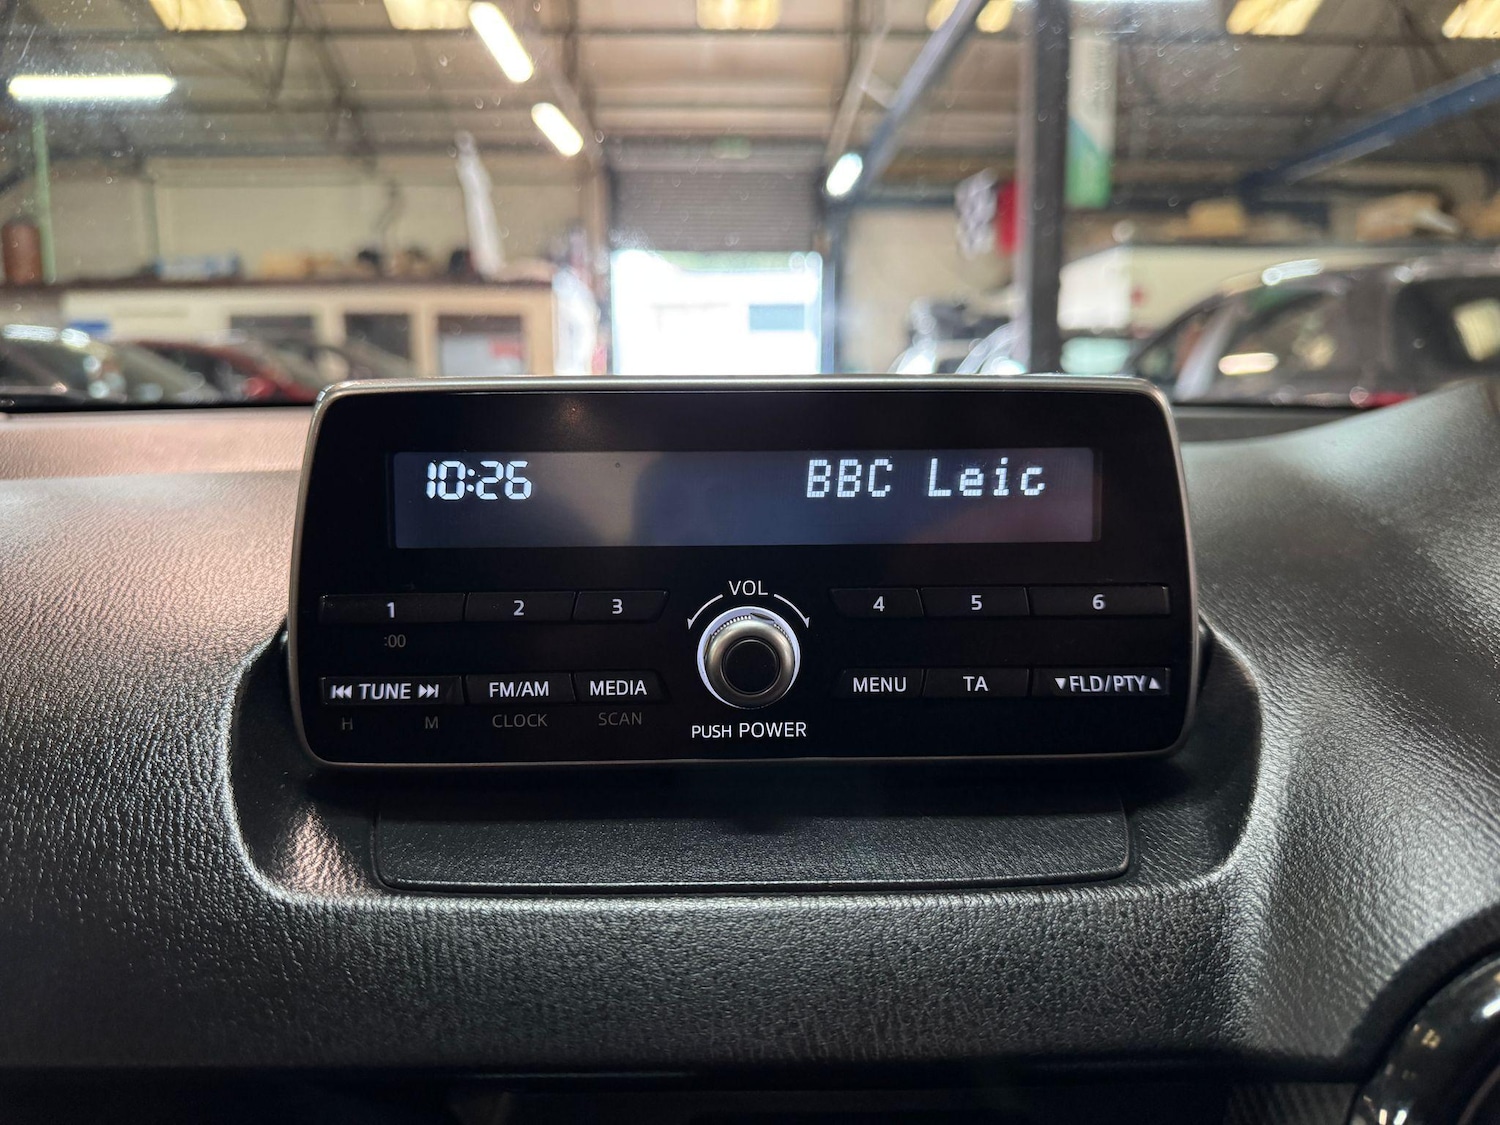 10:26 BBC Leic
VOL
1 2 3 4 5 6
:00
⏮ TUNE ⏭ FM/AM MEDIA MENU TA ▼FLD/PTY▲
H M CLOCK SCAN
PUSH POWER